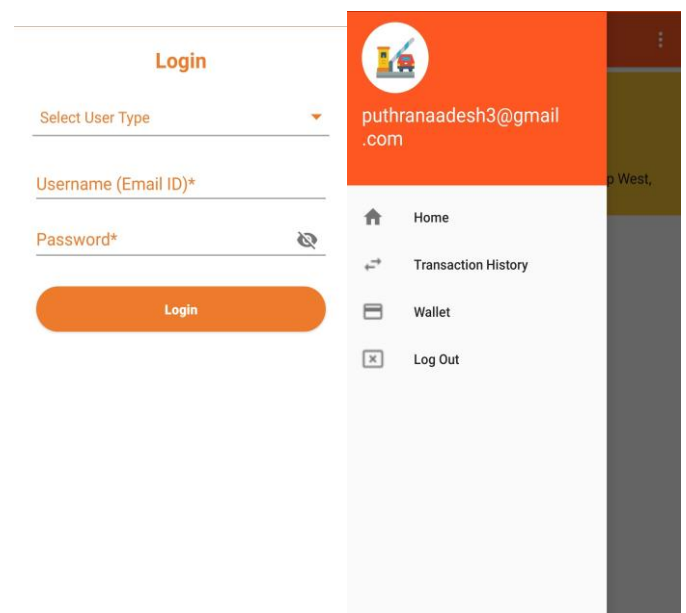 Login
Select User Type
Username (Email ID)*
Password*
Login
puthranaadesh3@gmail
.com
p West,
Home
Transaction History
Wallet
Log Out